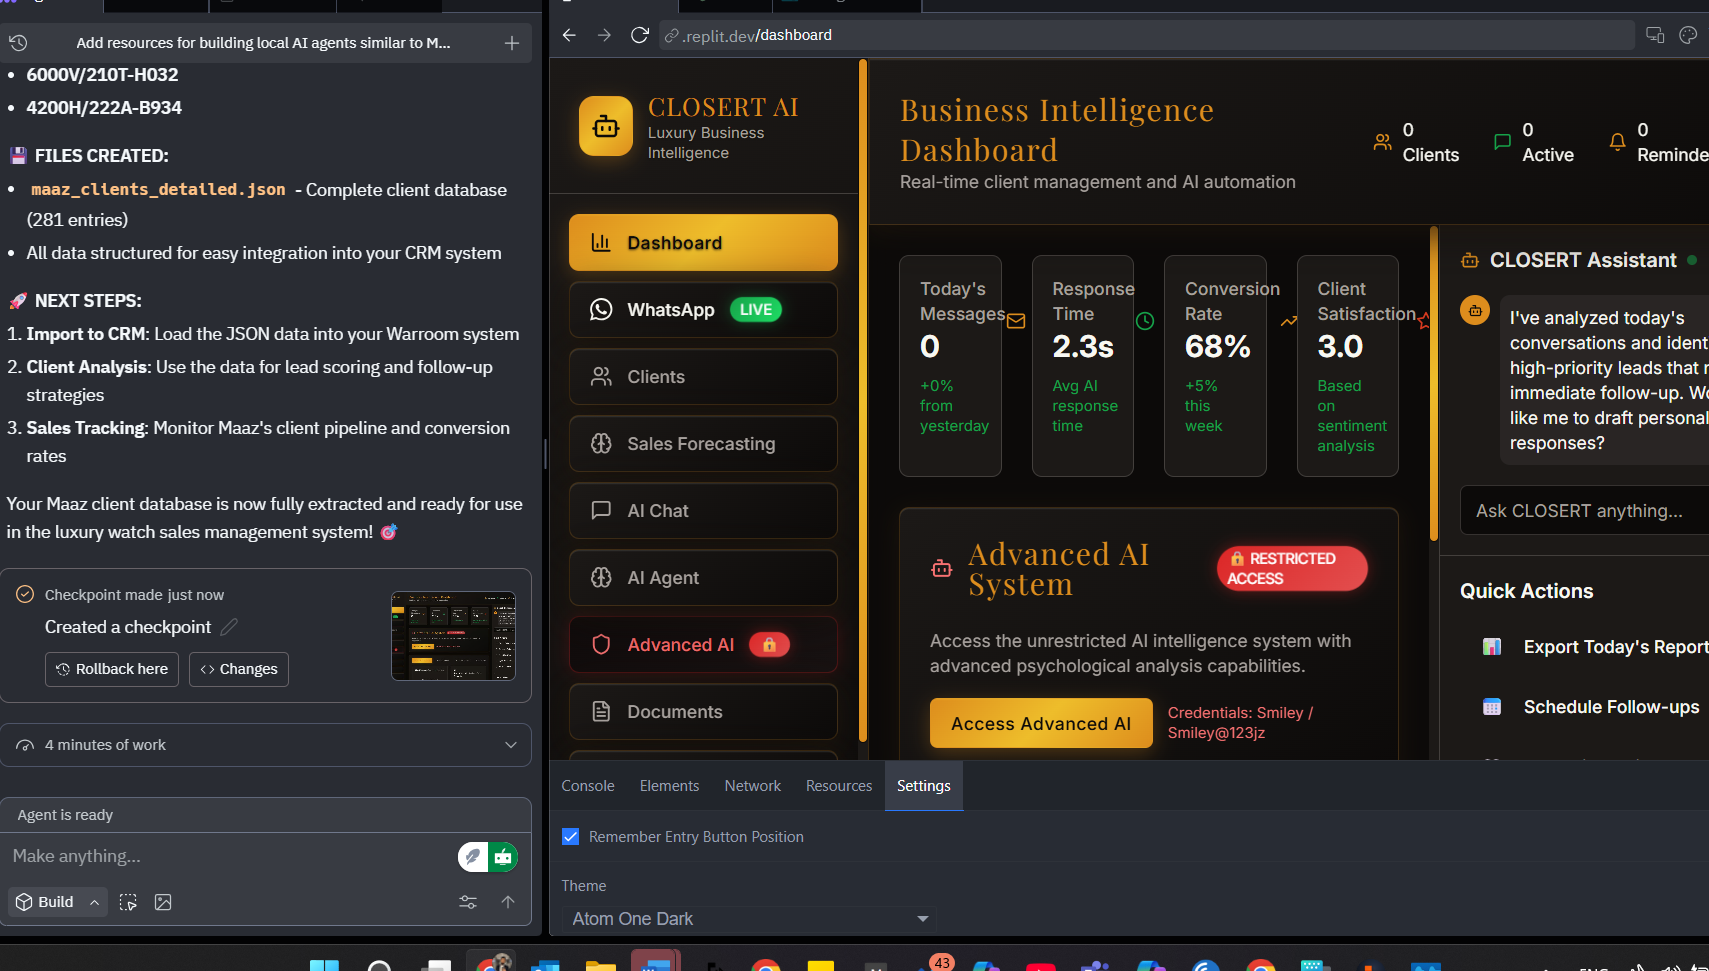 Add resources for building local AI agents similar to M...
6000V/210T-H032
4200H/222A-B934
FILES CREATED:
maaz_clients_detailed.json - Complete client database
(281 entries)
All data structured for easy integration into your CRM system
NEXT STEPS:
1. Import to CRM: Load the JSON data into your Warroom system
2. Client Analysis: Use the data for lead scoring and follow-up
strategies
3. Sales Tracking: Monitor Maaz's client pipeline and conversion
rates
Your Maaz client database is now fully extracted and ready for use
in the luxury watch sales management system!
Checkpoint made just now
Created a checkpoint
Rollback here
Changes
4 minutes of work
Agent is ready
Make anything...
Build
.replit.dev/dashboard
CLOSERT AI
Luxury Business
Intelligence
Dashboard
WhatsApp LIVE
Clients
Sales Forecasting
AI Chat
AI Agent
Advanced AI
Documents
Business Intelligence
Dashboard
Real-time client management and AI automation
0
Clients
0
Active
0
Reminde
Today's
Messages
0
+0%
from
yesterday
Response
Time
2.3s
Avg AI
response
time
Conversion
Rate
68%
+5%
this
week
Client
Satisfaction
3.0
Based
on
sentiment
analysis
Advanced AI
System
RESTRICTED
ACCESS
Access the unrestricted AI intelligence system with
advanced psychological analysis capabilities.
Access Advanced AI
Credentials: Smiley /
Smiley@123jz
CLOSERT Assistant
I've analyzed today's
conversations and ident
high-priority leads that
immediate follow-up. Wo
like me to draft personal
responses?
Ask CLOSERT anything...
Quick Actions
Export Today's Report
Schedule Follow-ups
Console
Elements
Network
Resources
Settings
Remember Entry Button Position
Theme
Atom One Dark
43